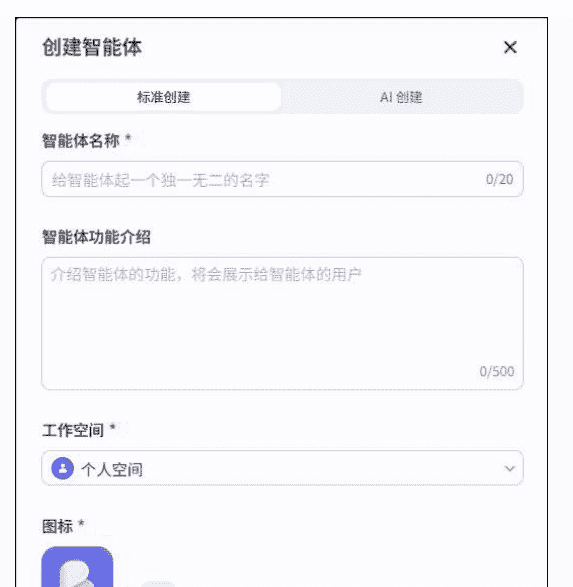 创建智能体
标准创建
AI 创建
智能体名称 *
给智能体起一个独一无二的名字
0/20
智能体功能介绍
介绍智能体的功能，将会展示给智能体的用户
0/500
工作空间 *
个人空间
图标 *